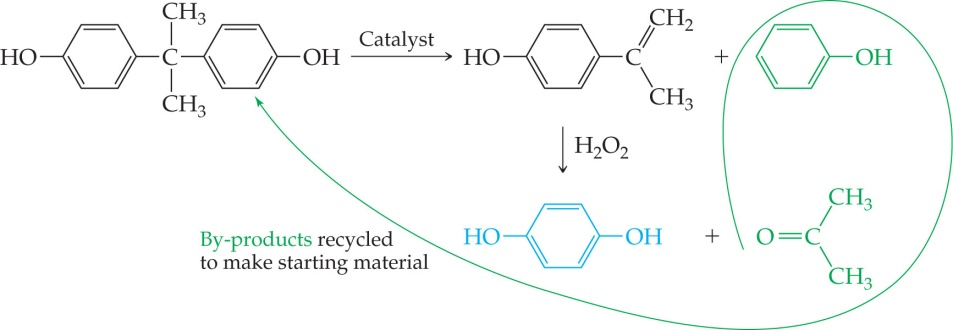 CH₃
HO C OH
CH₃
Catalyst
HO C
CH₂
CH₃
+
OH
H₂O₂
HO OH
+
O=C
CH₃
CH₃
By-products recycled
to make starting material